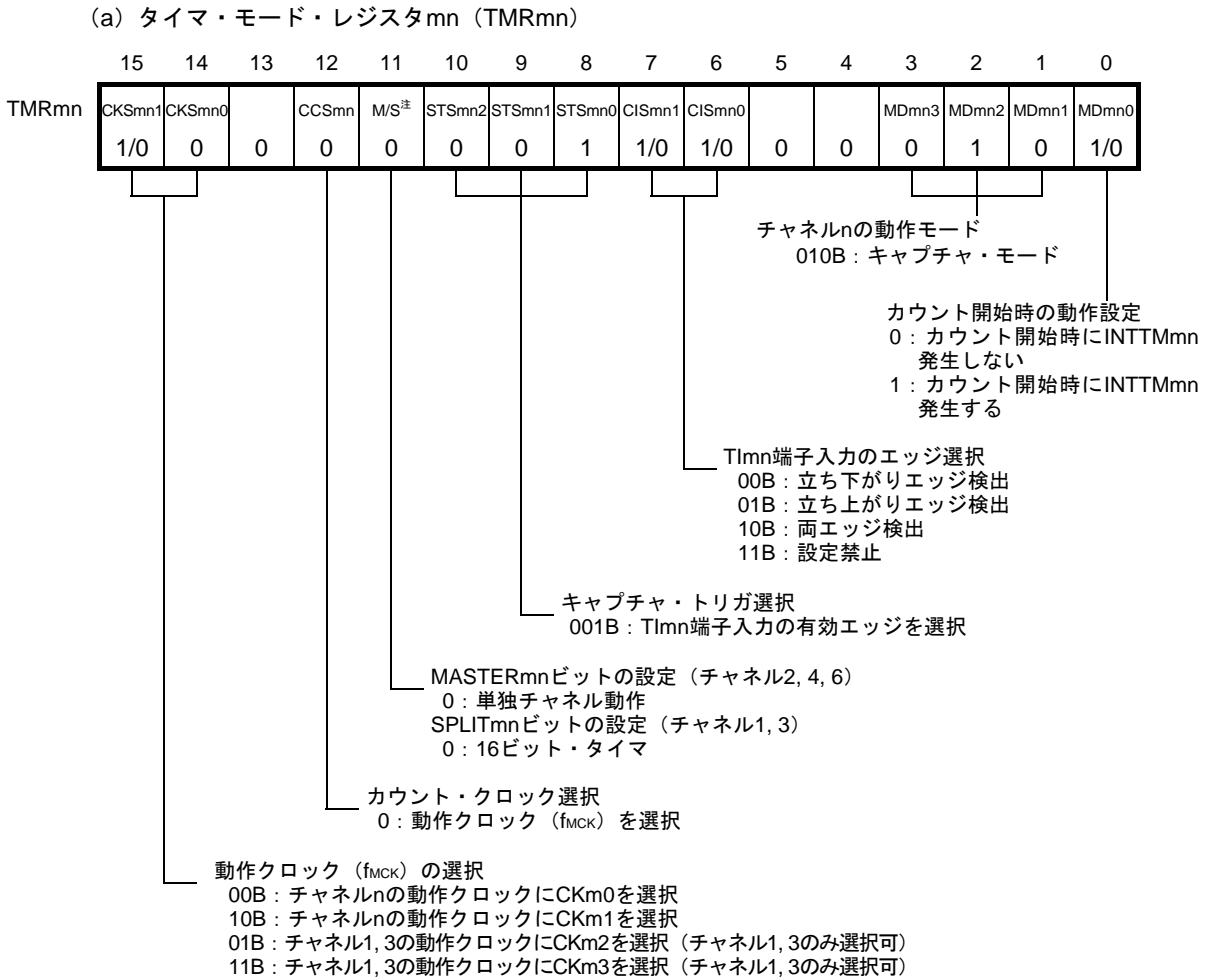 （a）タイマ・モード・レジスタmn（TMRmn）
15 14 13 12 11 10 9 8 7 6 5 4 3 2 1 0
TMRmn CKSmn1 CKSmn0 CCSmn M/S注 STSmn2 STSmn1 STSmn0 CISmn1 CISmn0 MDmn3 MDmn2 MDmn1 MDmn0
1/0 0 0 0 0 0 0 1 1/0 1/0 0 0 0 1 0 1/0
チャネルnの動作モード
010B：キャプチャ・モード
カウント開始時の動作設定
0：カウント開始時にINTTMmn
発生しない
1：カウント開始時にINTTMmn
発生する
TImn端子入力のエッジ選択
00B：立ち下がりエッジ検出
01B：立ち上がりエッジ検出
10B：両エッジ検出
11B：設定禁止
キャプチャ・トリガ選択
001B：TImn端子入力の有効エッジを選択
MASTERmnビットの設定（チャネル2, 4, 6）
0：単独チャネル動作
SPLITmnビットの設定（チャネル1, 3）
0：16ビット・タイマ
カウント・クロック選択
0：動作クロック（fMCK）を選択
動作クロック（fMCK）の選択
00B：チャネルnの動作クロックにCKm0を選択
10B：チャネルnの動作クロックにCKm1を選択
01B：チャネル1, 3の動作クロックにCKm2を選択（チャネル1, 3のみ選択可）
11B：チャネル1, 3の動作クロックにCKm3を選択（チャネル1, 3のみ選択可）